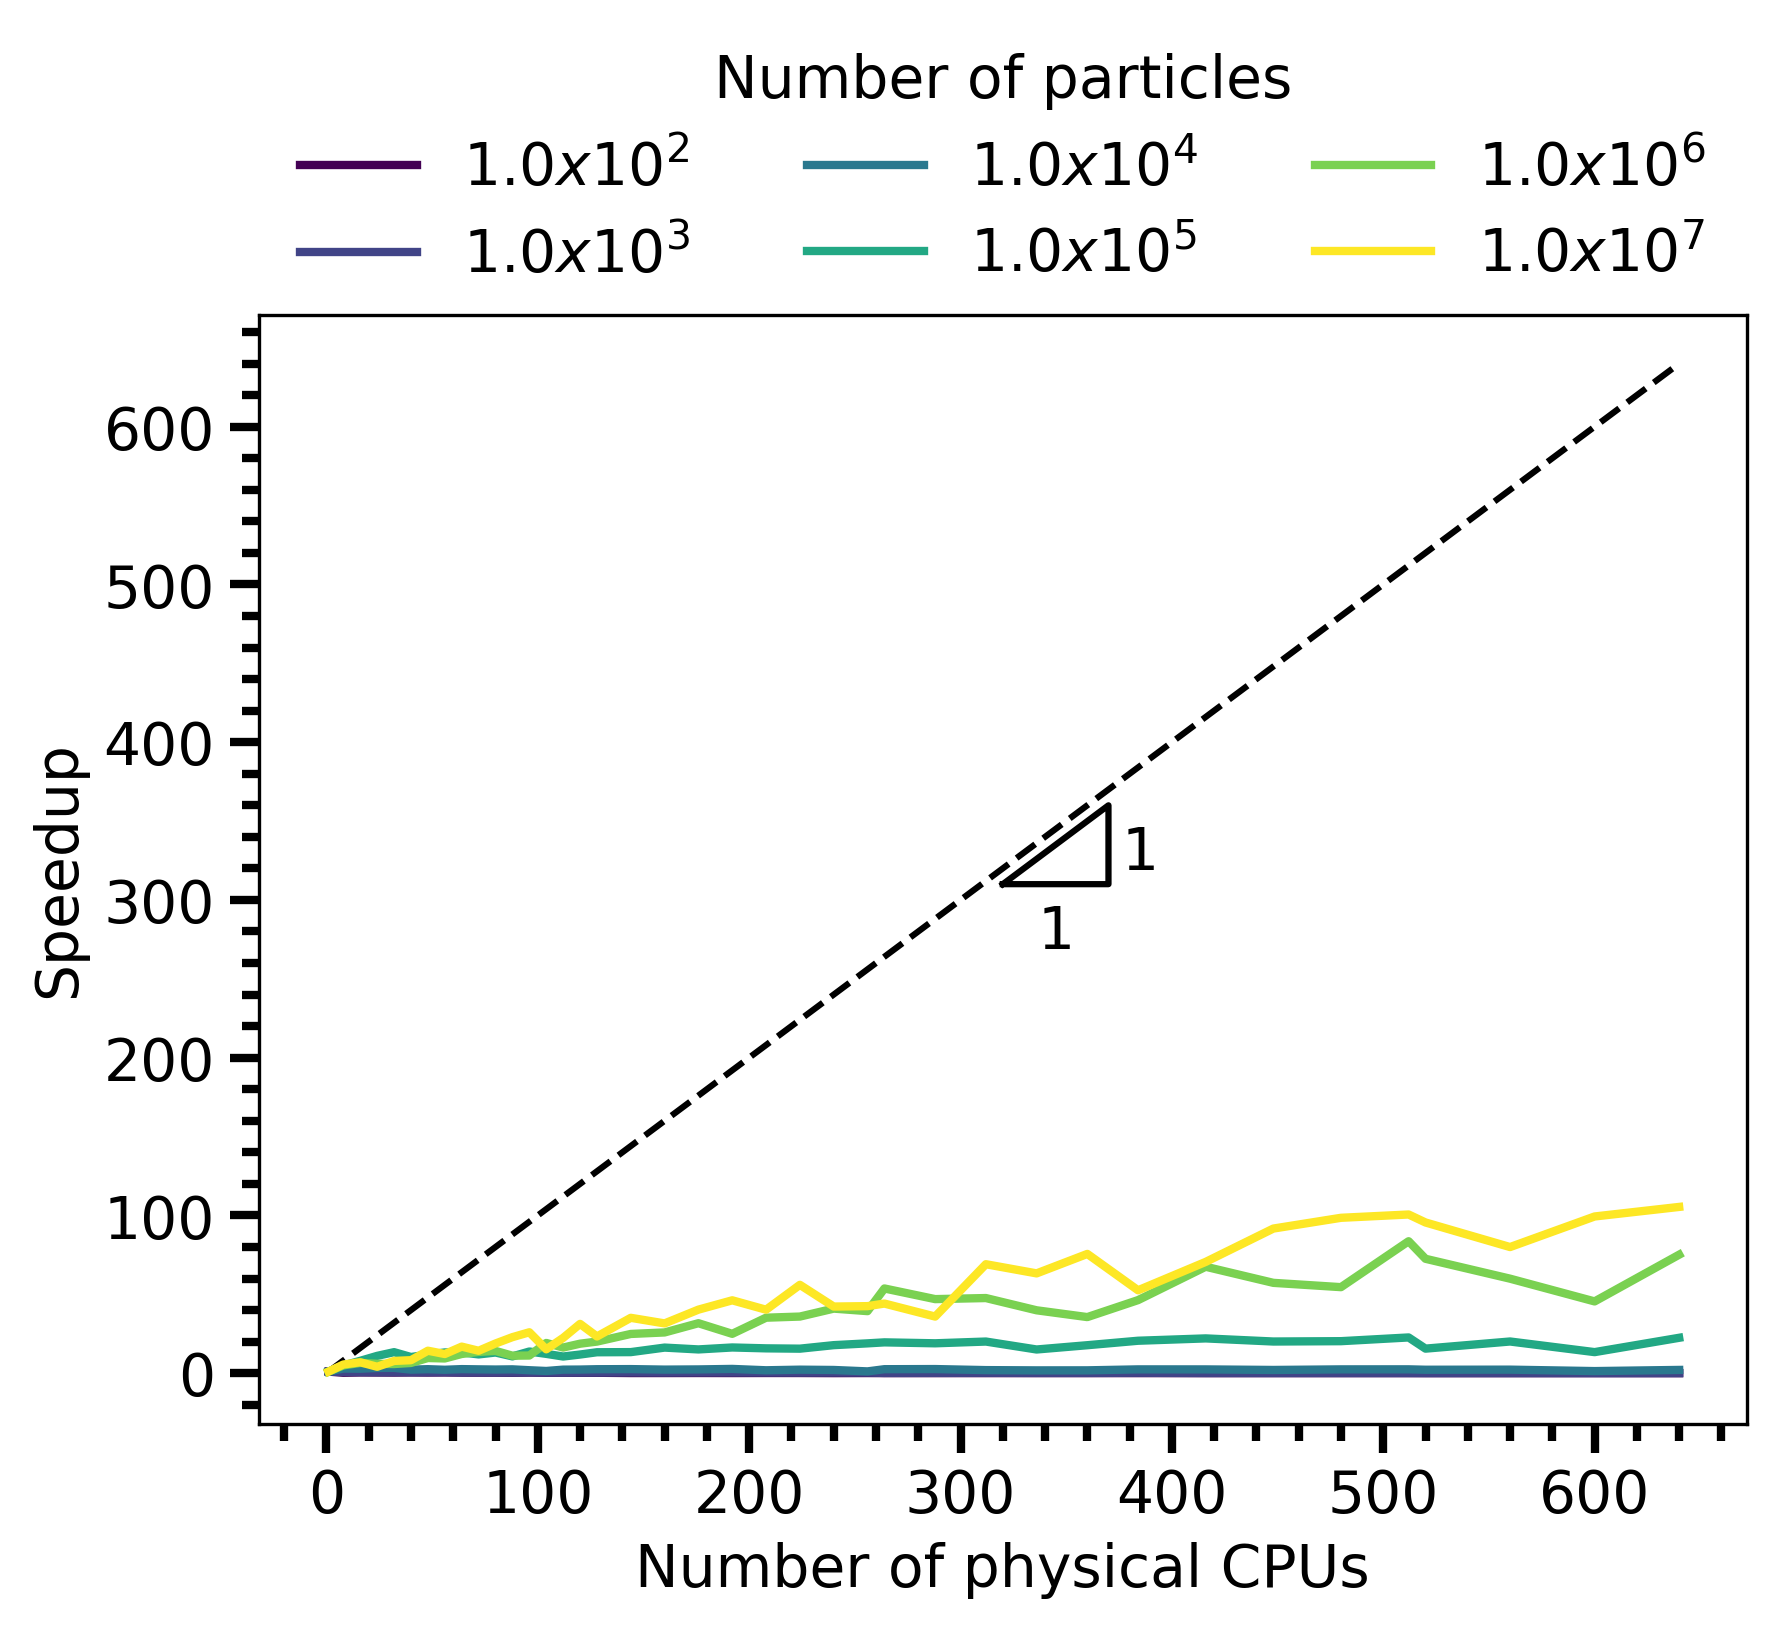 Number of particles
1.0x10² 1.0x10⁴ 1.0x10⁶
1.0x10³ 1.0x10⁵ 1.0x10⁷
600
500
400
300
200
100
0
Speedup
1
1
0 100 200 300 400 500 600
Number of physical CPUs